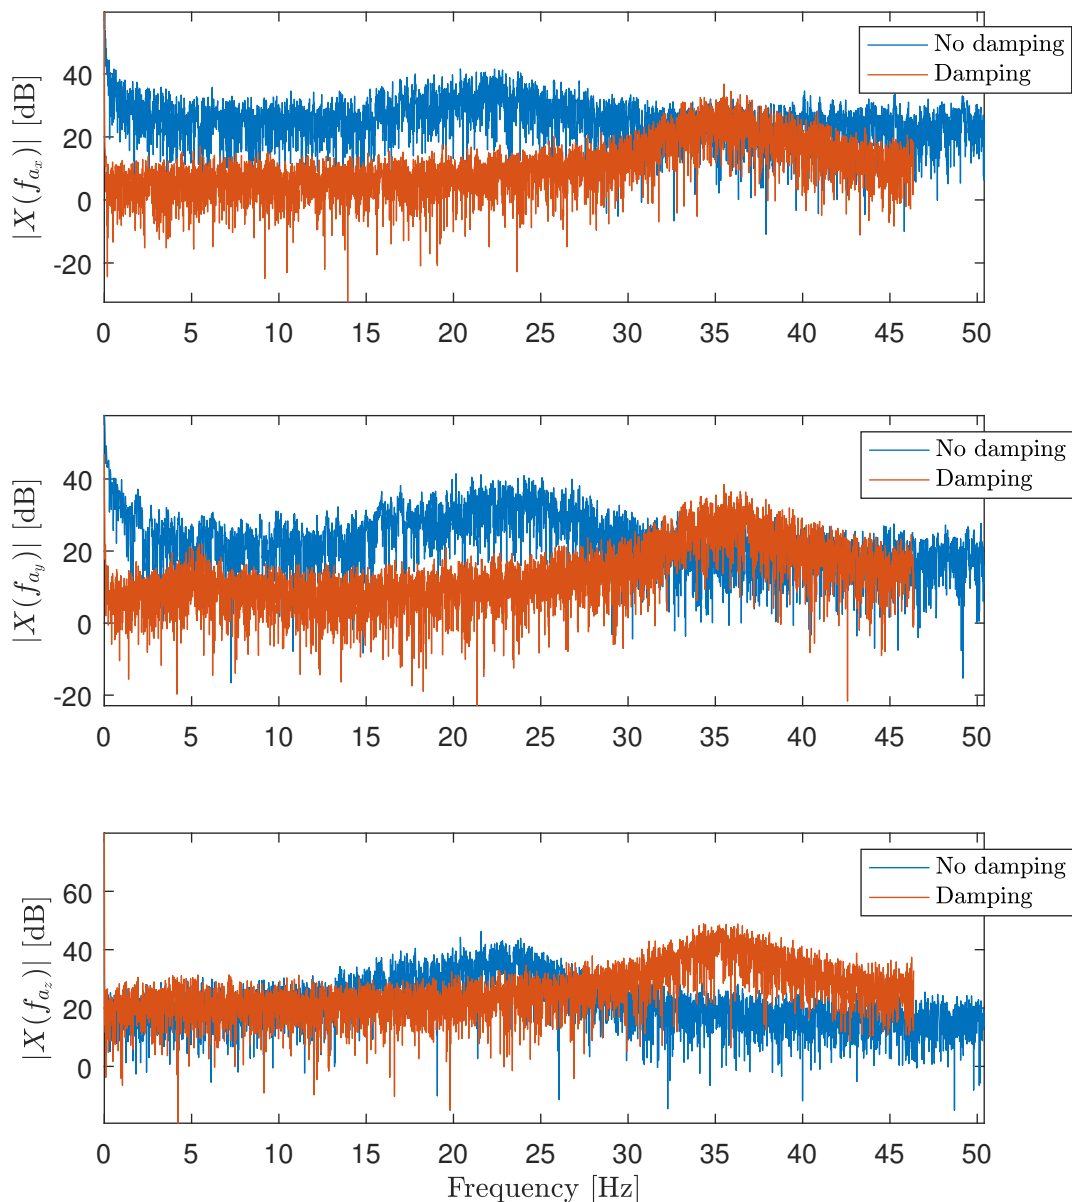 No damping
Damping
|X(f_{a_x})| [dB]
40
20
0
-20
0 5 10 15 20 25 30 35 40 45 50
No damping
Damping
|X(f_{a_y})| [dB]
40
20
0
-20
0 5 10 15 20 25 30 35 40 45 50
No damping
Damping
|X(f_{a_z})| [dB]
60
40
20
0
0 5 10 15 20 25 30 35 40 45 50
Frequency [Hz]